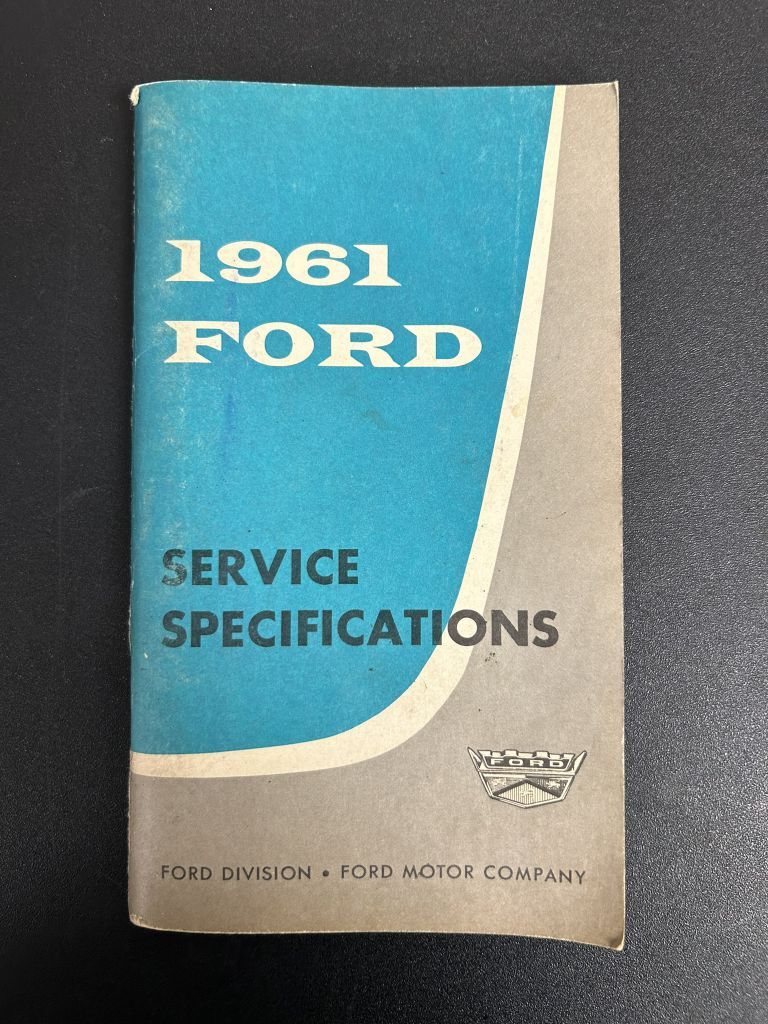 1961
FORD
SERVICE
SPECIFICATIONS
FORD
FORD DIVISION • FORD MOTOR COMPANY